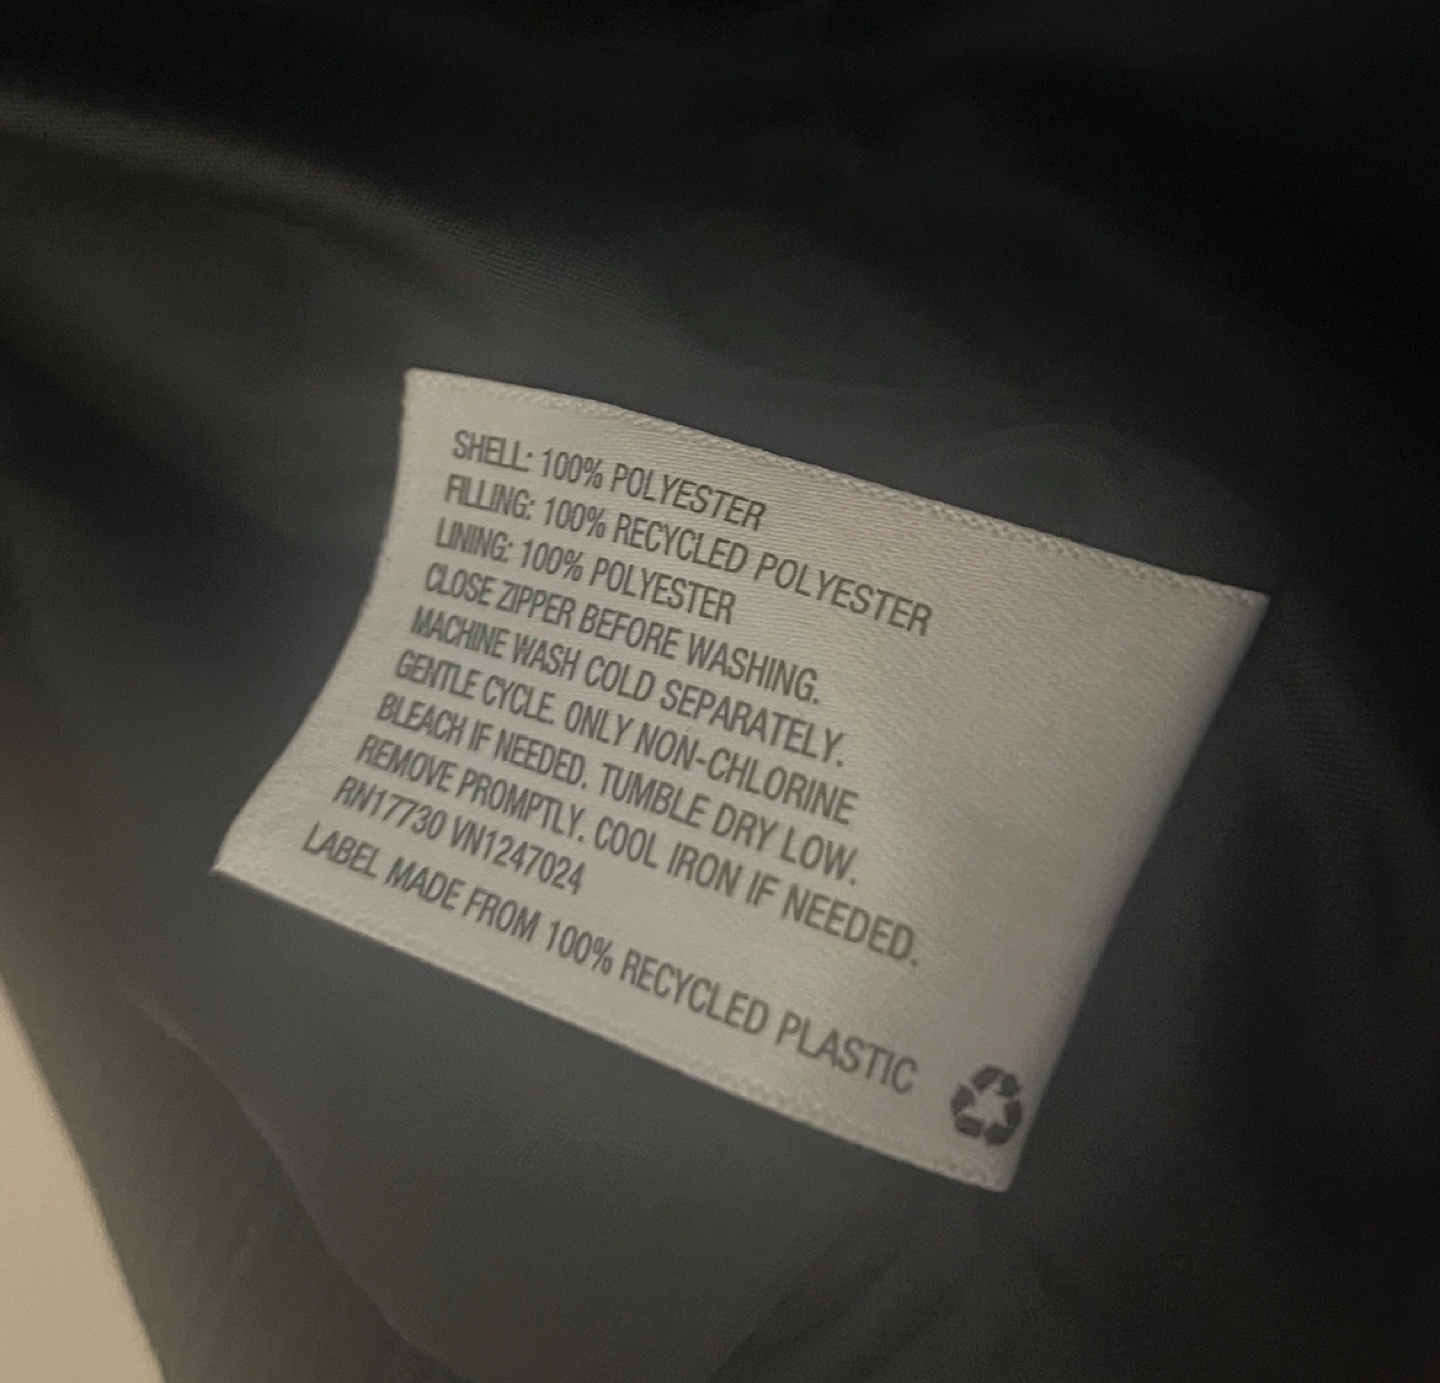 SHELL: 100% POLYESTER
FILLING: 100% RECYCLED POLYESTER
LINING: 100% POLYESTER
CLOSE ZIPPER BEFORE WASHING.
MACHINE WASH COLD SEPARATELY.
GENTLE CYCLE. ONLY NON-CHLORINE
BLEACH IF NEEDED. TUMBLE DRY LOW.
REMOVE PROMPTLY. COOL IRON IF NEEDED.
RN17730 VN1247024
LABEL MADE FROM 100% RECYCLED PLASTIC